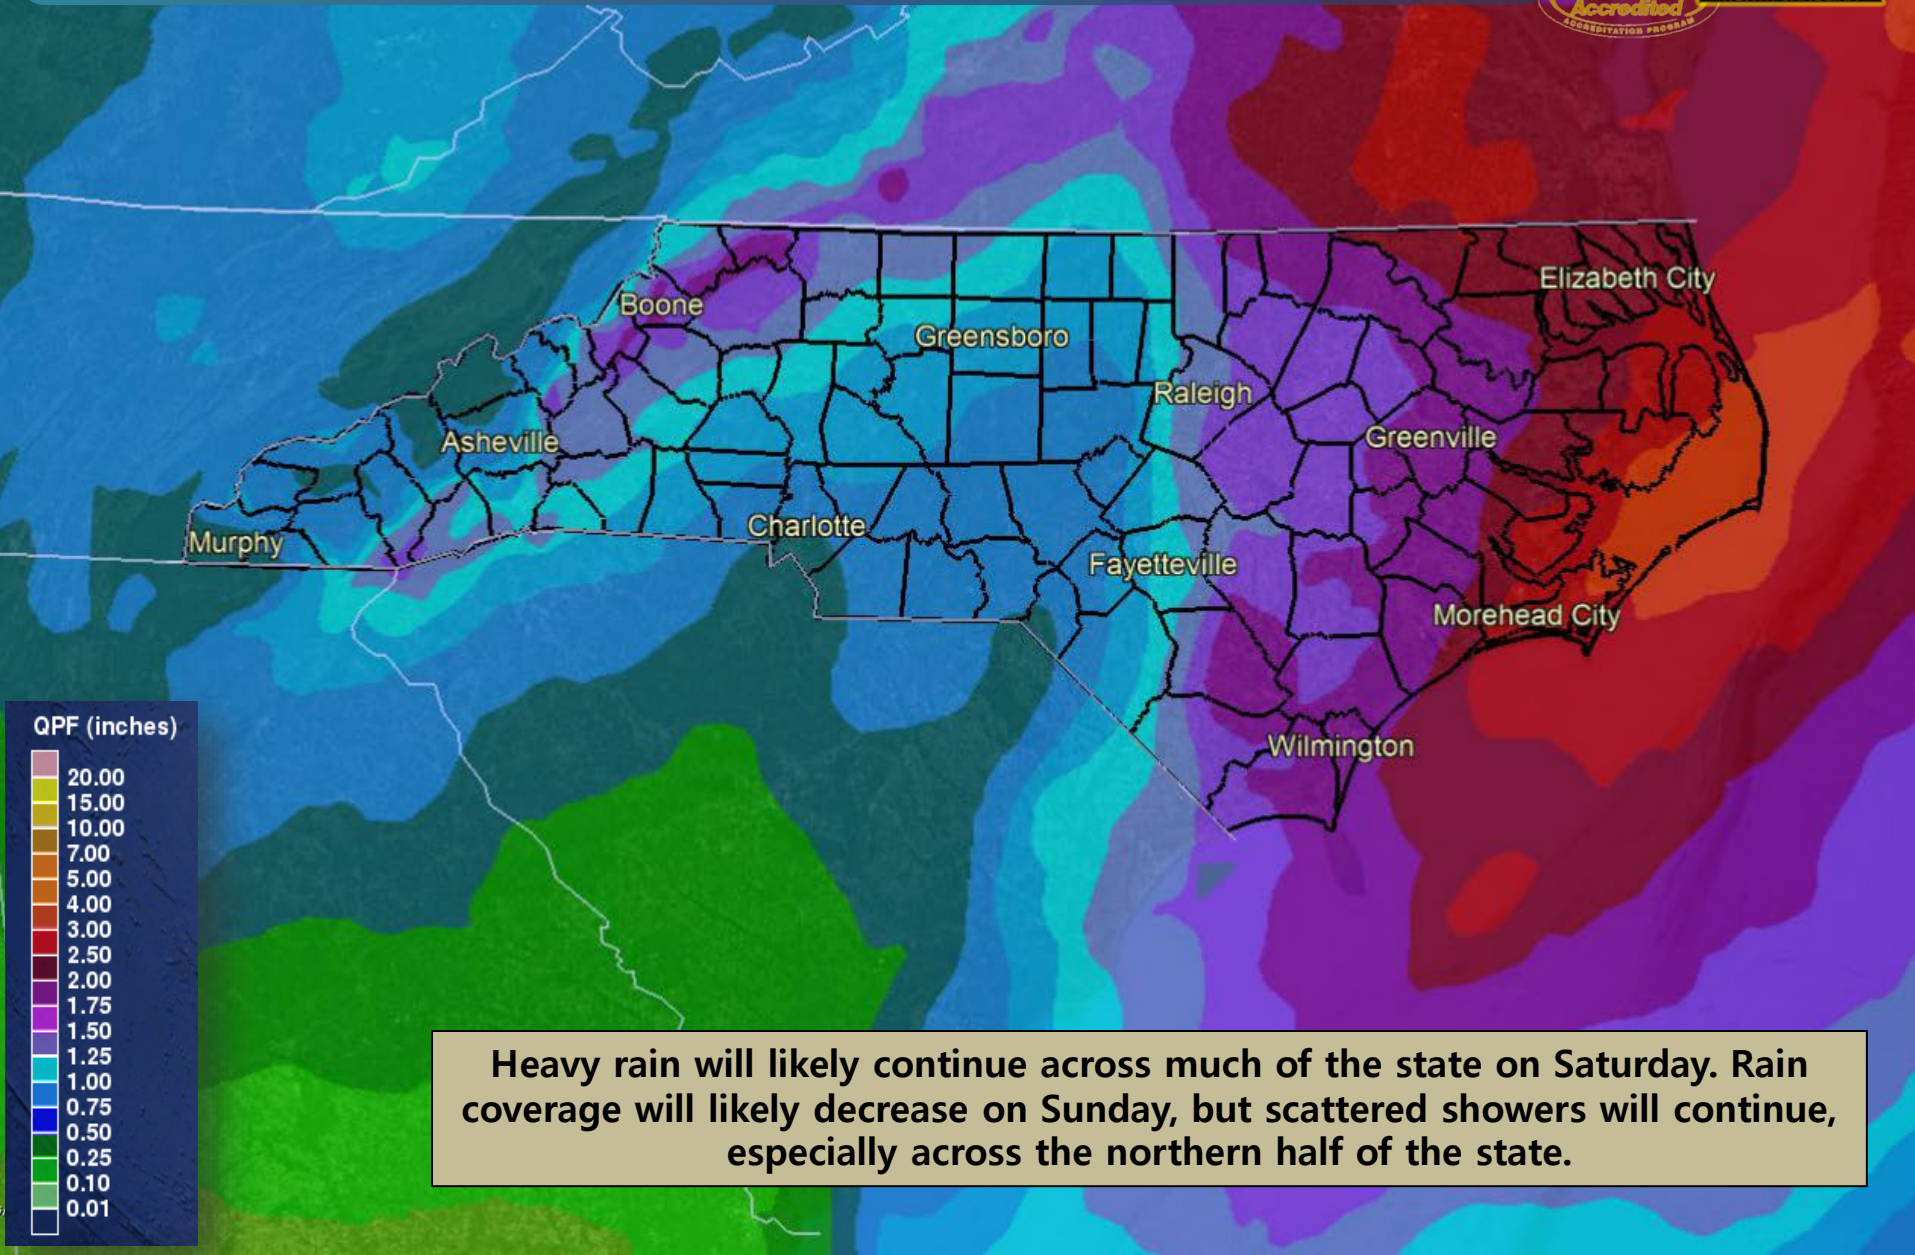 Accredited
ACCREDITATION PROGRAM
Elizabeth City
Boone
Greensboro
Raleigh
Greenville
Asheville
Charlotte
Murphy
Fayetteville
Morehead City
Wilmington
QPF (inches)
20.00
15.00
10.00
7.00
5.00
4.00
3.00
2.50
2.00
1.75
1.50
1.25
1.00
0.75
0.50
0.25
0.10
0.01
Heavy rain will likely continue across much of the state on Saturday. Rain
coverage will likely decrease on Sunday, but scattered showers will continue,
especially across the northern half of the state.